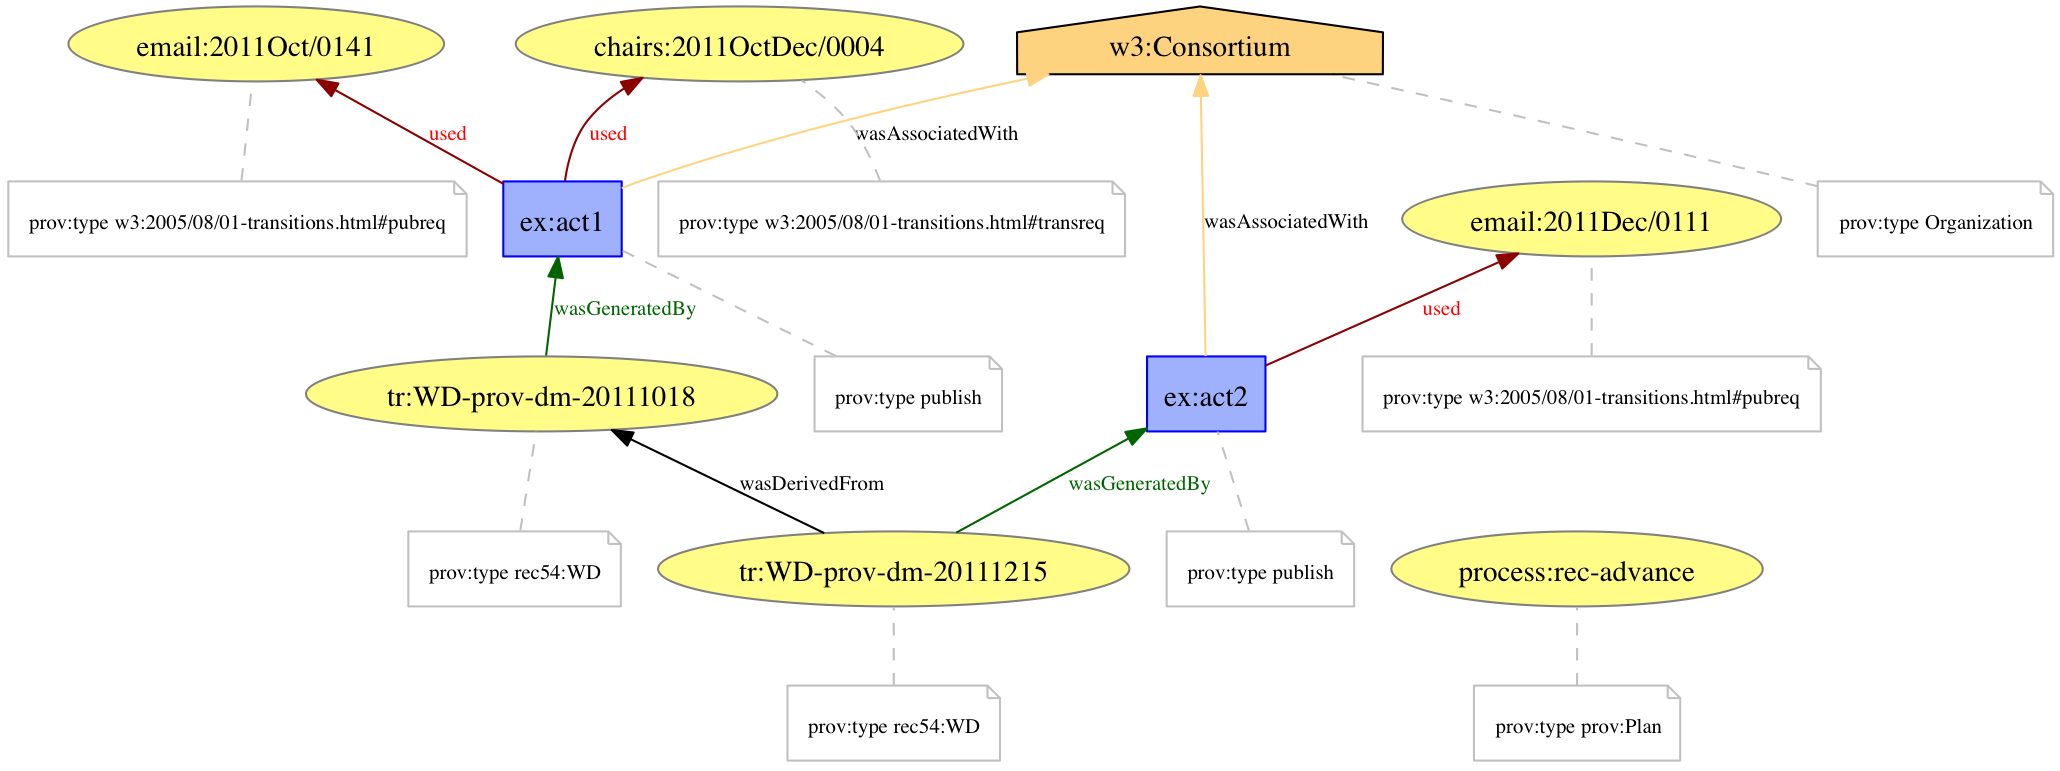 email:2011Oct/0141
chairs:2011OctDec/0004
w3:Consortium
used
used
wasAssociatedWith
prov:type w3:2005/08/01-transitions.html#pubreq
ex:act1
prov:type w3:2005/08/01-transitions.html#transreq
wasAssociatedWith
email:2011Dec/0111
prov:type Organization
wasGeneratedBy
used
tr:WD-prov-dm-20111018
prov:type publish
ex:act2
prov:type w3:2005/08/01-transitions.html#pubreq
wasDerivedFrom
wasGeneratedBy
prov:type rec54:WD
tr:WD-prov-dm-20111215
prov:type publish
process:rec-advance
prov:type rec54:WD
prov:type prov:Plan